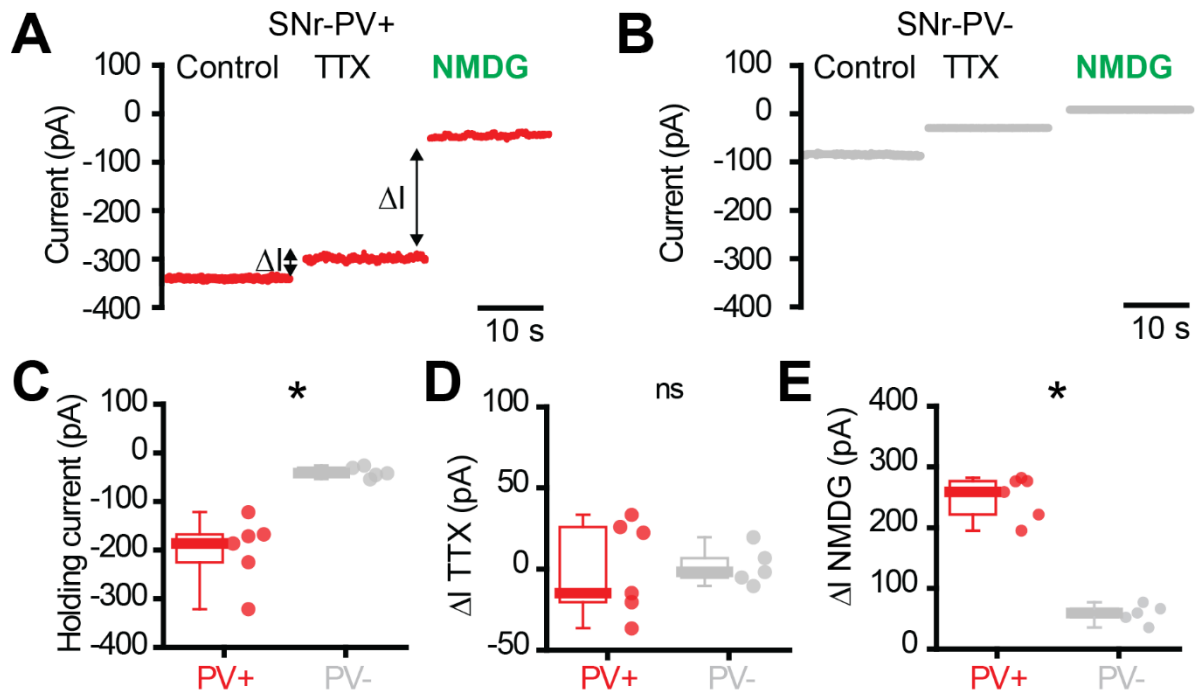 A
SNr-PV+
Control TTX NMDG
Current (pA)
100
0
-100
-200
-300
-400
ΔI
ΔI
10 s
B
SNr-PV-
Control TTX NMDG
Current (pA)
100
0
-100
-200
-300
-400
10 s
C
Holding current (pA)
100
0
-100
-200
-300
-400
*
PV+ PV-
D
ΔI TTX (pA)
100
50
0
-50
ns
PV+ PV-
E
ΔI NMDG (pA)
400
300
200
100
0
*
PV+ PV-